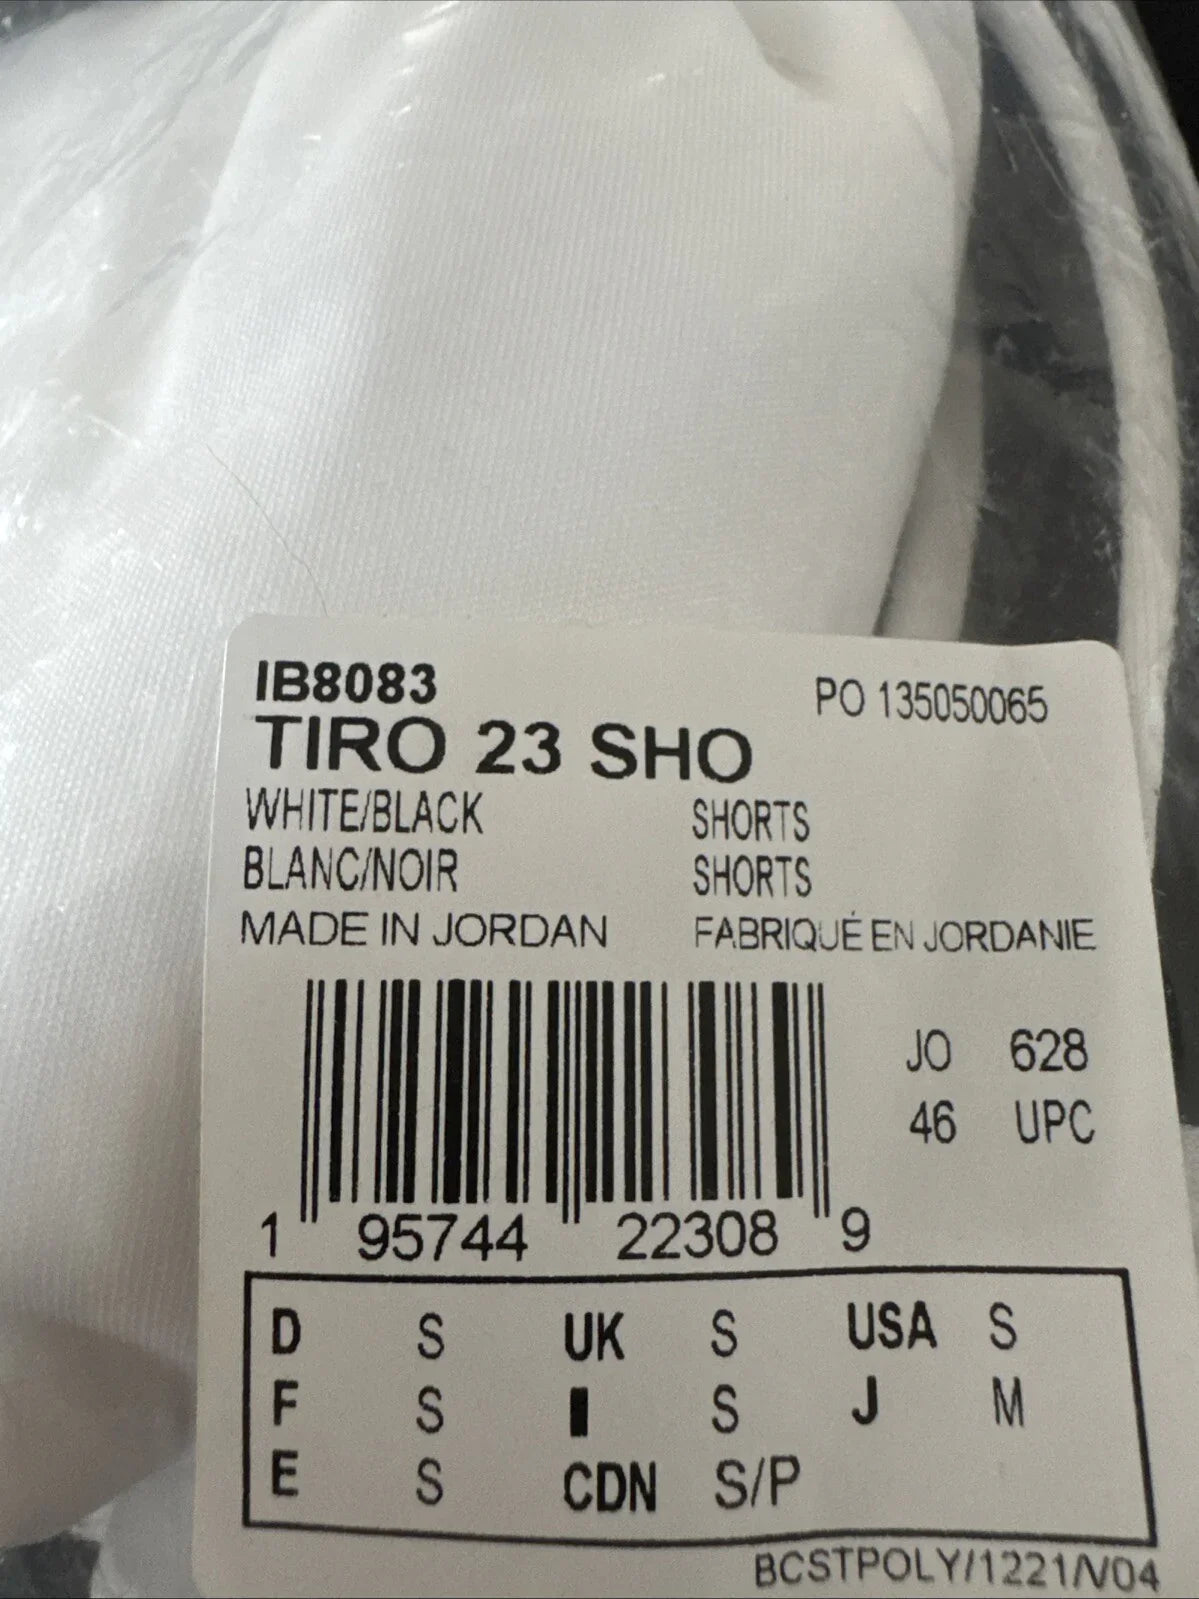 IB8083
PO 135050065
TIRO 23 SHO
WHITE/BLACK SHORTS
BLANC/NOIR SHORTS
MADE IN JORDAN FABRIQUÉ EN JORDANIE
JO 628
46 UPC
1 95744 22308 9
D S UK S USA S
F S I S J M
E S CDN S/P
BCSTPOLY/1221/V04